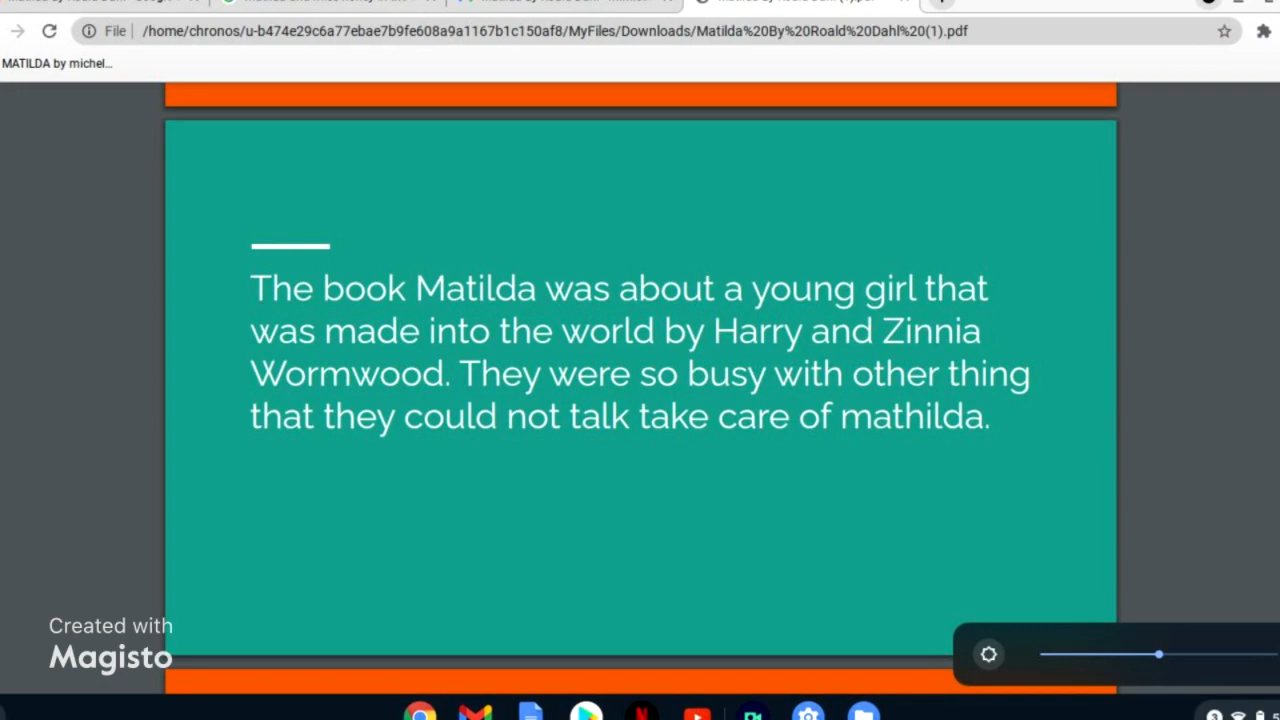 File
/home/chronos/u-b474e29c6a77ebae7b9fe608a9a1167b1c150af8/MyFiles/Downloads/Matilda%20By%20Roald%20Dahl%20(1).pdf
MATILDA by michel...
The book Matilda was about a young girl that
was made into the world by Harry and Zinnia
Wormwood. They were so busy with other thing
that they could not talk take care of mathilda.
Created with
Magisto